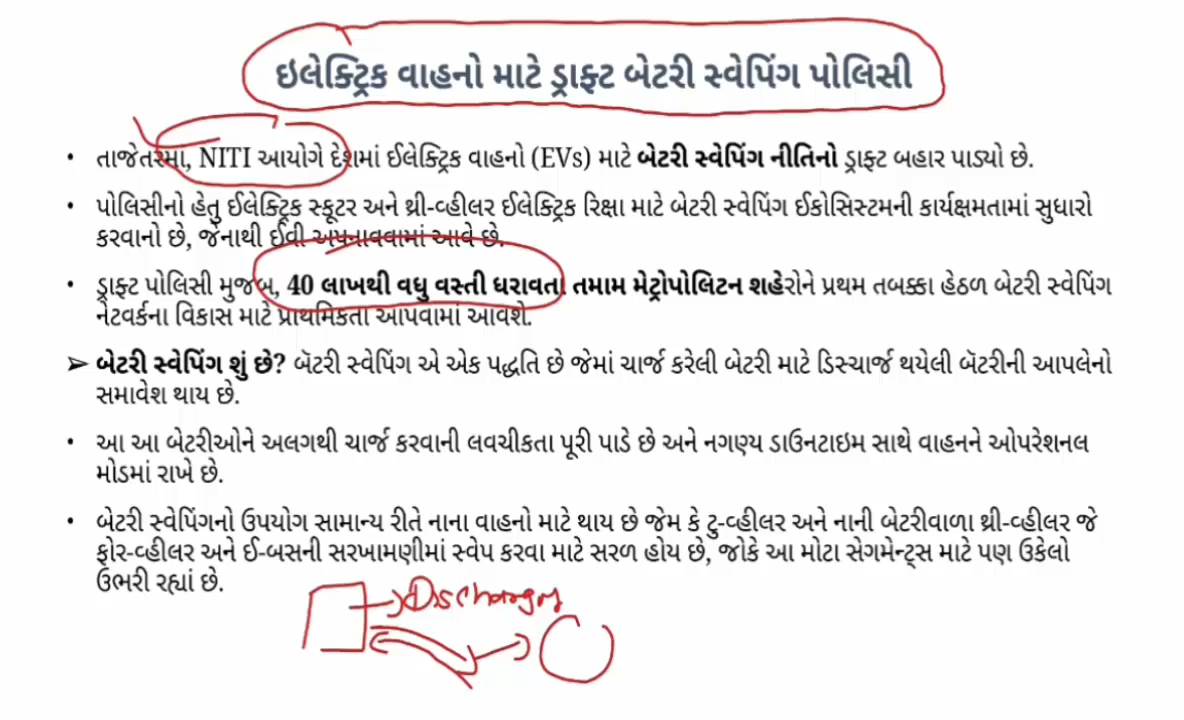 ઇલેક્ટ્રિક વાહનો માટે ડ્રાફ્ટ બેટરી સ્વેપિંગ પોલિસી
• તાજેતરમા, NITI આયોગે દેશમાં ઈલેક્ટ્રિક વાહનો (EVs) માટે બેટરી સ્વેપિંગ નીતિનો ડ્રાફ્ટ બહાર પાડ્યો છે.
• પોલિસીનો હેતુ ઈલેક્ટ્રિક સ્કૂટર અને થ્રી-વ્હીલર ઈલેક્ટ્રિક રિક્ષા માટે બેટરી સ્વેપિંગ ઈકોસિસ્ટમની કાર્યક્ષમતામાં સુધારો
કરવાનો છે, જેનાથી ઈવી અપનાવવામાં આવે છે.
• ડ્રાફ્ટ પોલિસી મુજબ, 40 લાખથી વધુ વસ્તી ધરાવતા તમામ મેટ્રોપોલિટન શહેરોને પ્રથમ તબક્કા હેઠળ બેટરી સ્વેપિંગ
નેટવર્કના વિકાસ માટે પ્રાથમિકતા આપવામાં આવશે.
➢ બેટરી સ્વેપિંગ શું છે? બૅટરી સ્વેપિંગ એ એક પદ્ધતિ છે જેમાં ચાર્જ કરેલી બેટરી માટે ડિસ્ચાર્જ થયેલી બૅટરીની આપલેનો
સમાવેશ થાય છે.
• આ આ બેટરીઓને અલગથી ચાર્જ કરવાની લવચીકતા પૂરી પાડે છે અને નગણ્ય ડાઉનટાઇમ સાથે વાહનને ઓપરેશનલ
મોડમાં રાખે છે.
• બેટરી સ્વેપિંગનો ઉપયોગ સામાન્ય રીતે નાના વાહનો માટે થાય છે જેમ કે ટુ-વ્હીલર અને નાની બેટરીવાળા થ્રી-વ્હીલર જે
ફોર-વ્હીલર અને ઈ-બસની સરખામણીમાં સ્વેપ કરવા માટે સરળ હોય છે, જોકે આ મોટા સેગમેન્ટ્સ માટે પણ ઉકેલો
ઉભરી રહ્યાં છે.